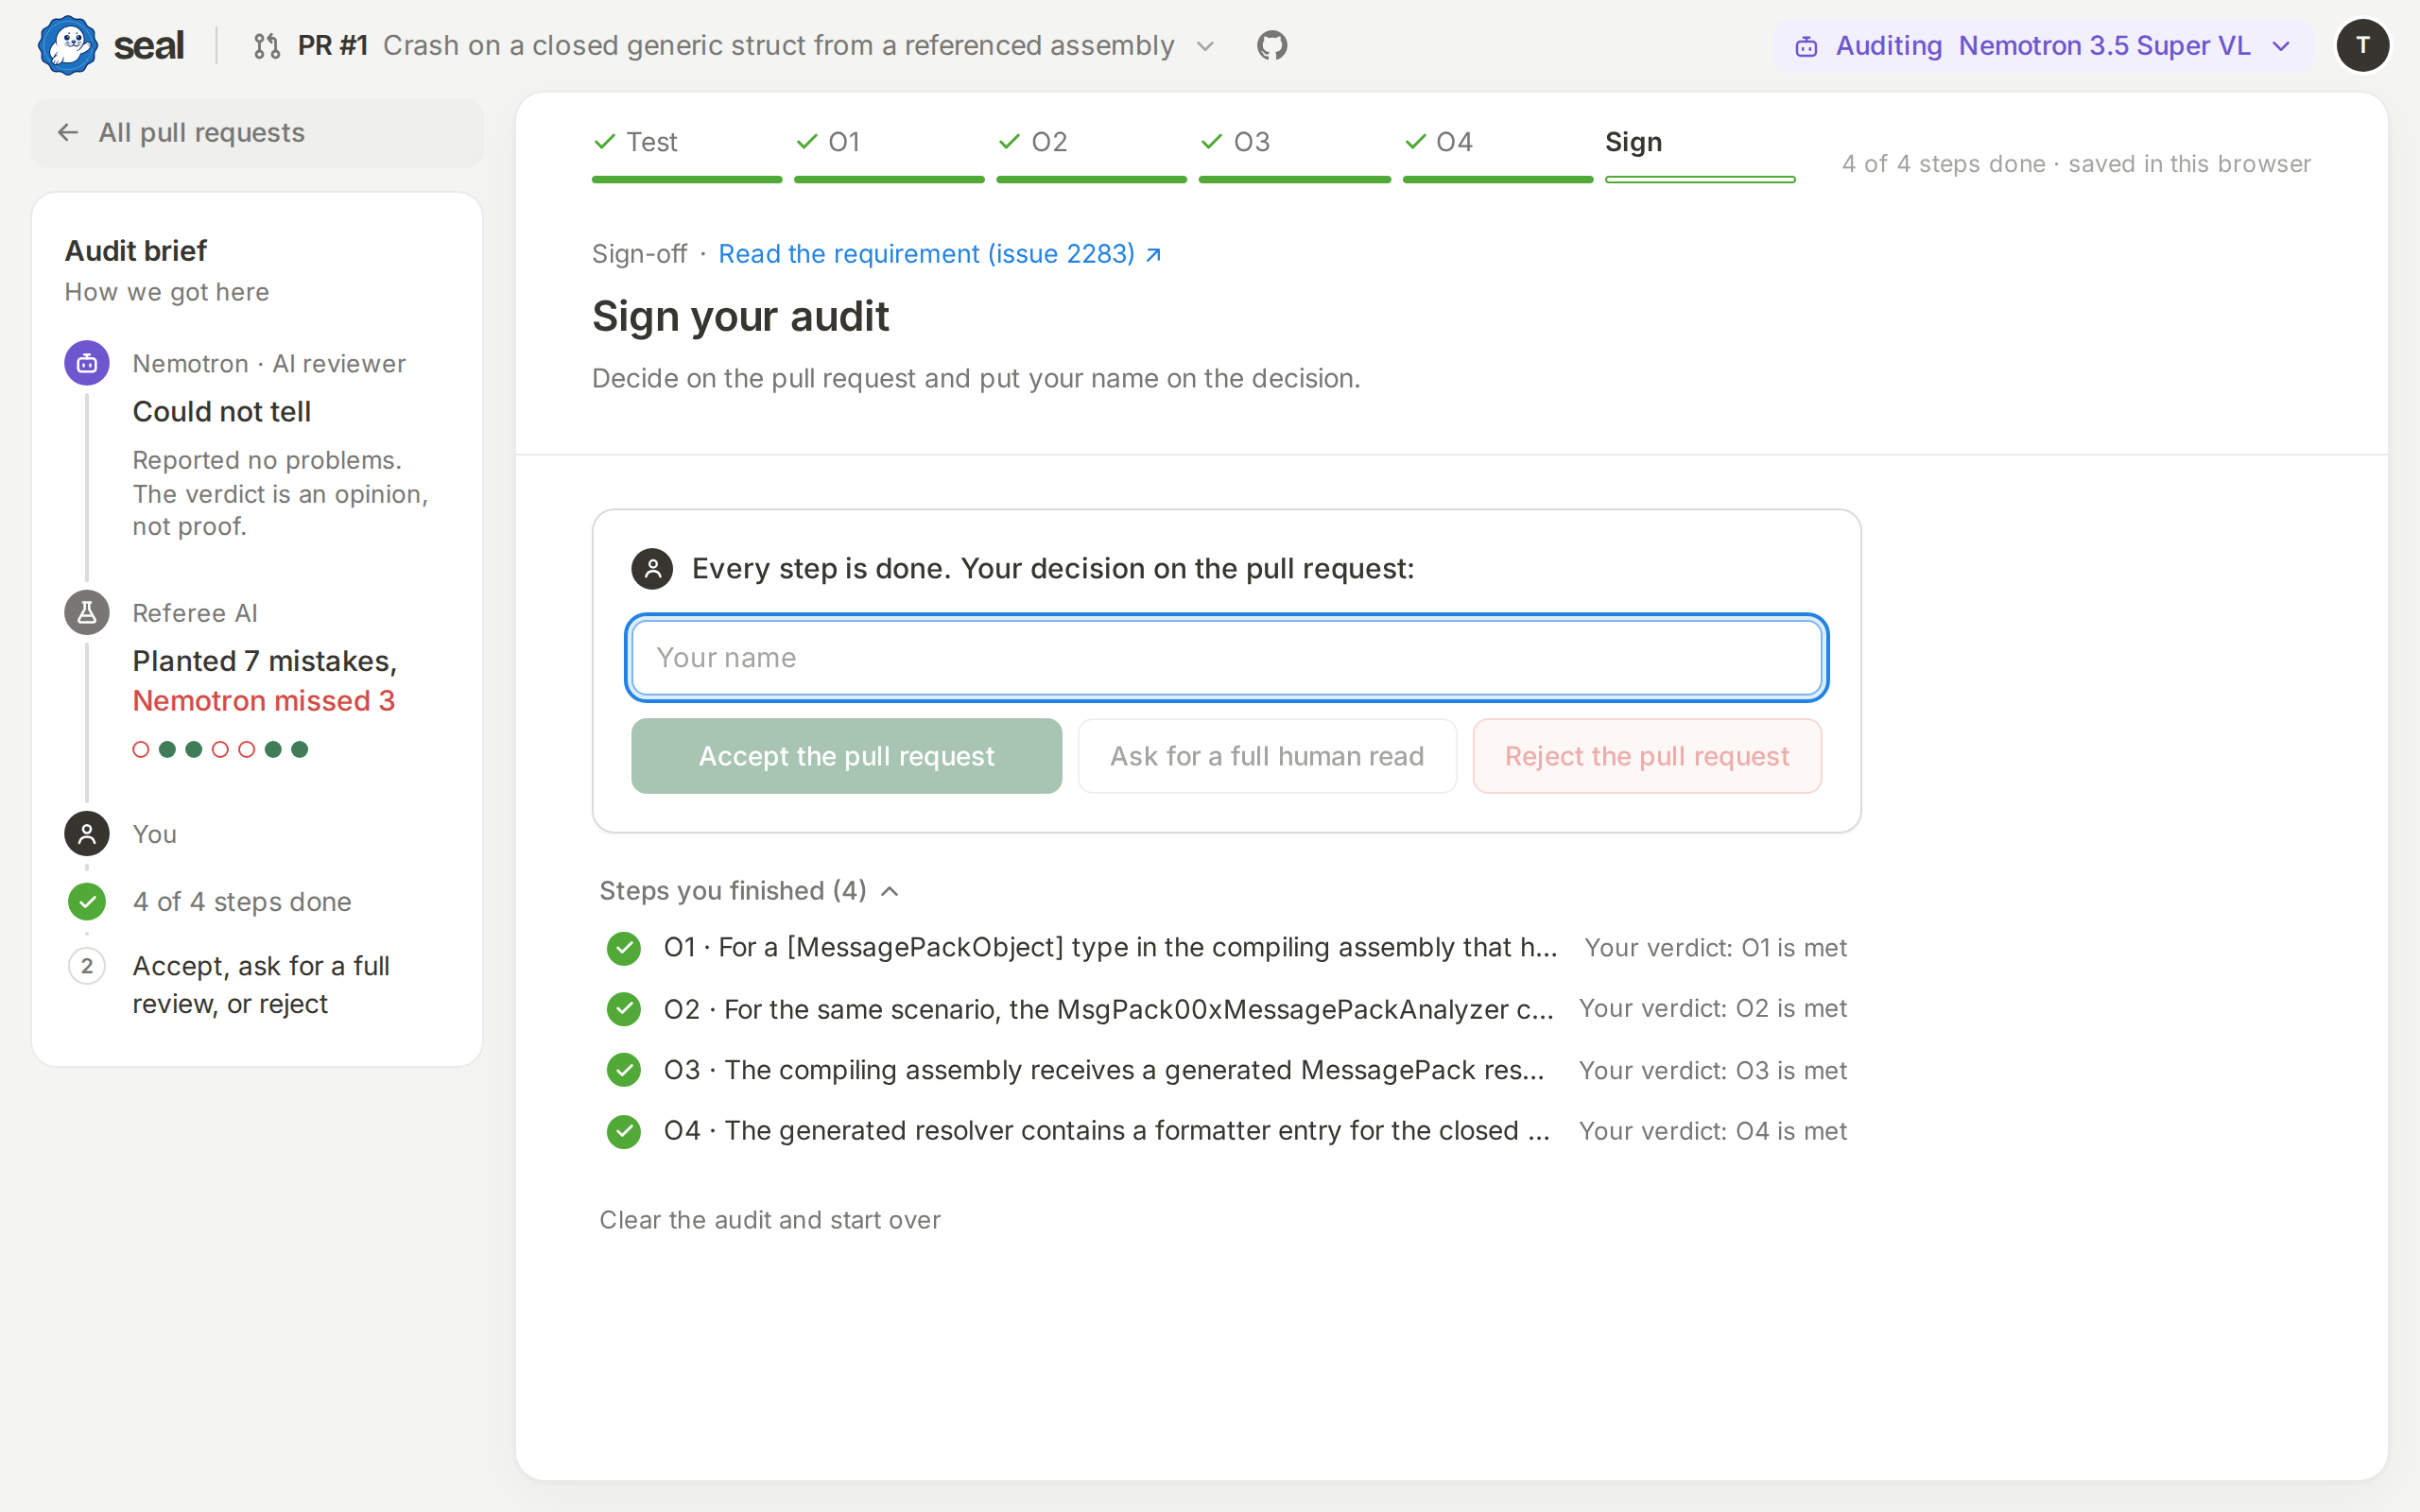 seal
PR #1 Crash on a closed generic struct from a referenced assembly
Auditing Nemotron 3.5 Super VL
T
All pull requests
Audit brief
How we got here
Nemotron · AI reviewer
Could not tell
Reported no problems.
The verdict is an opinion,
not proof.
Referee AI
Planted 7 mistakes,
Nemotron missed 3
You
4 of 4 steps done
2
Accept, ask for a full
review, or reject
Test
O1
O2
O3
O4
Sign
4 of 4 steps done · saved in this browser
Sign-off · Read the requirement (issue 2283)
Sign your audit
Decide on the pull request and put your name on the decision.
Every step is done. Your decision on the pull request:
Your name
Accept the pull request
Ask for a full human read
Reject the pull request
Steps you finished (4)
O1 · For a [MessagePackObject] type in the compiling assembly that h... Your verdict: O1 is met
O2 · For the same scenario, the MsgPack00xMessagePackAnalyzer c... Your verdict: O2 is met
O3 · The compiling assembly receives a generated MessagePack res... Your verdict: O3 is met
O4 · The generated resolver contains a formatter entry for the closed ... Your verdict: O4 is met
Clear the audit and start over